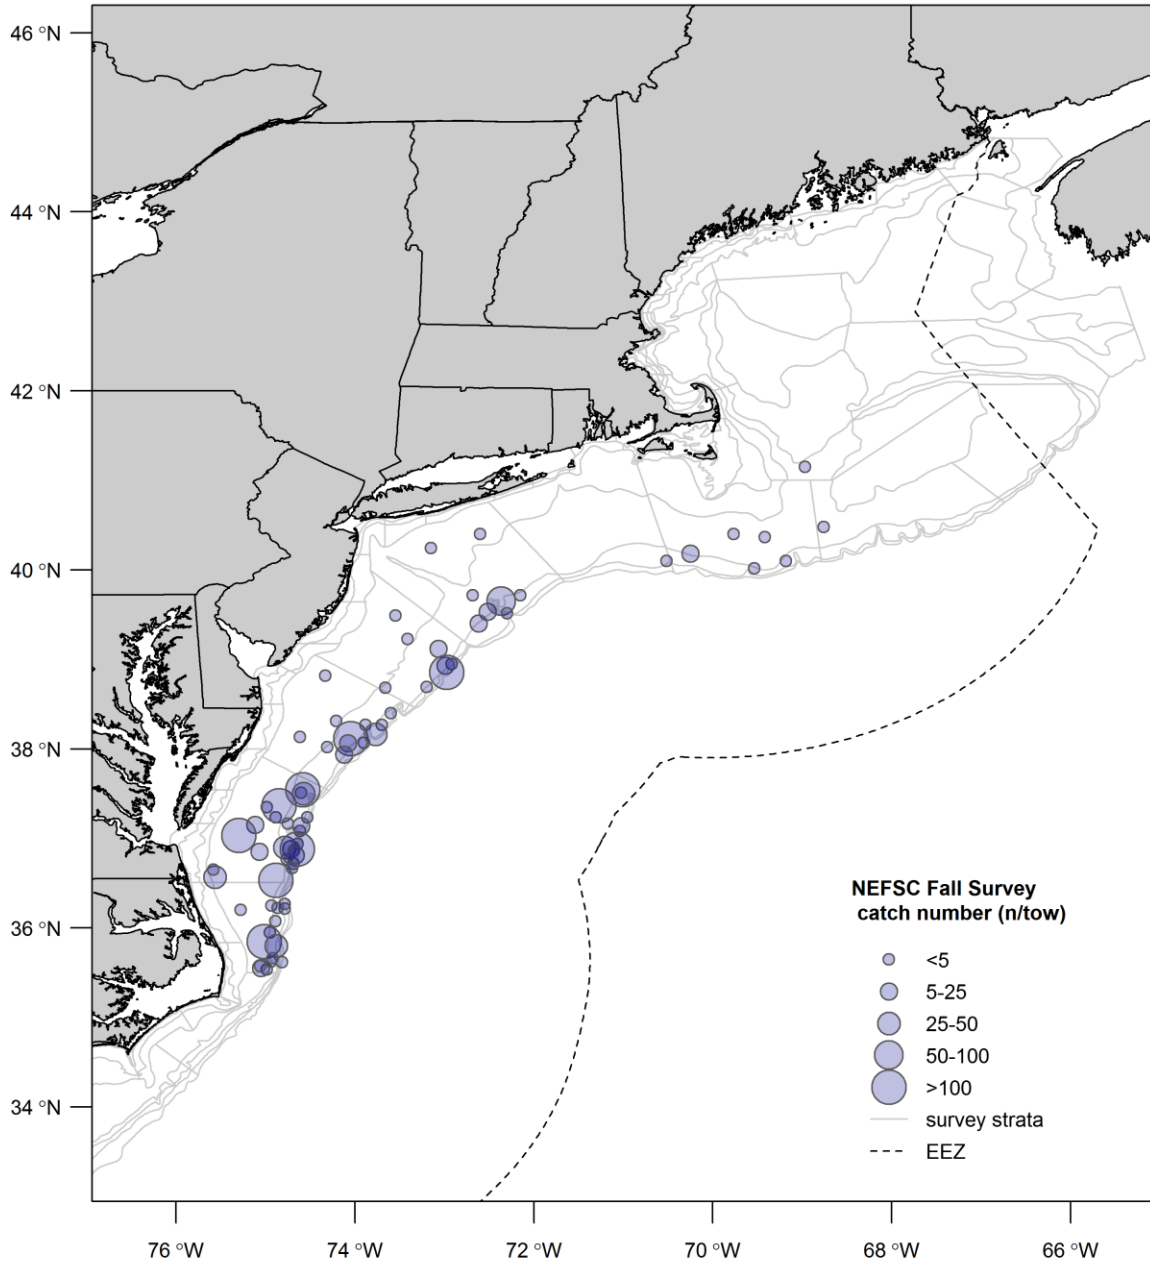 46 °N
44 °N
42 °N
40 °N
38 °N
36 °N
34 °N
NEFSC Fall Survey
catch number (n/tow)
<5
5-25
25-50
50-100
>100
survey strata
EEZ
76 °W
74 °W
72 °W
70 °W
68 °W
66 °W